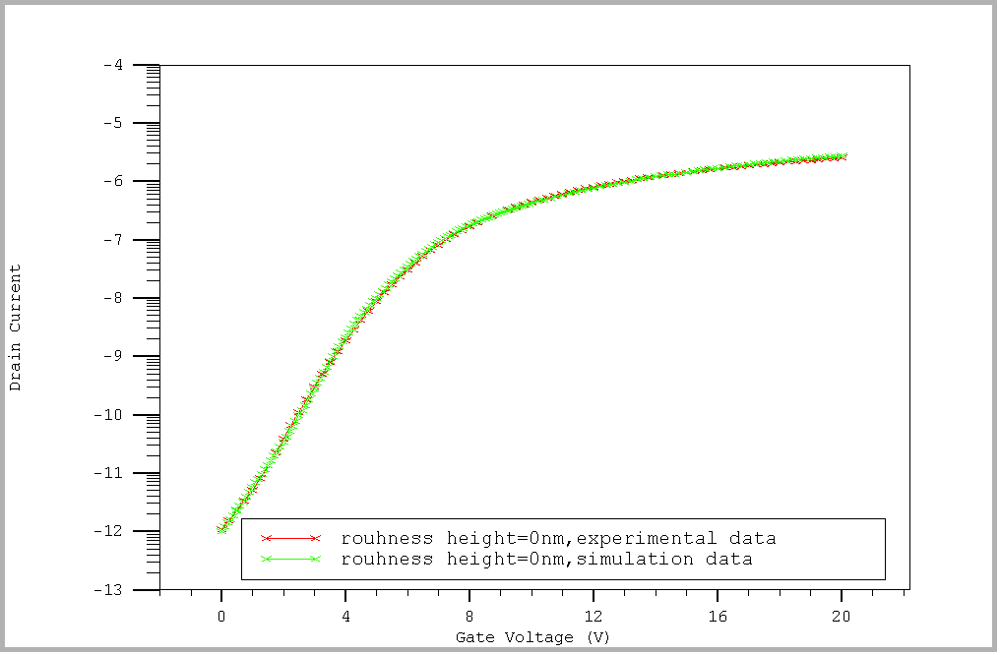 -4
-5
-6
-7
-8
-9
-10
-11
-12
-13
Drain Current
rouhness height=0nm,experimental data
rouhness height=0nm,simulation data
0 4 8 12 16 20
Gate Voltage (V)